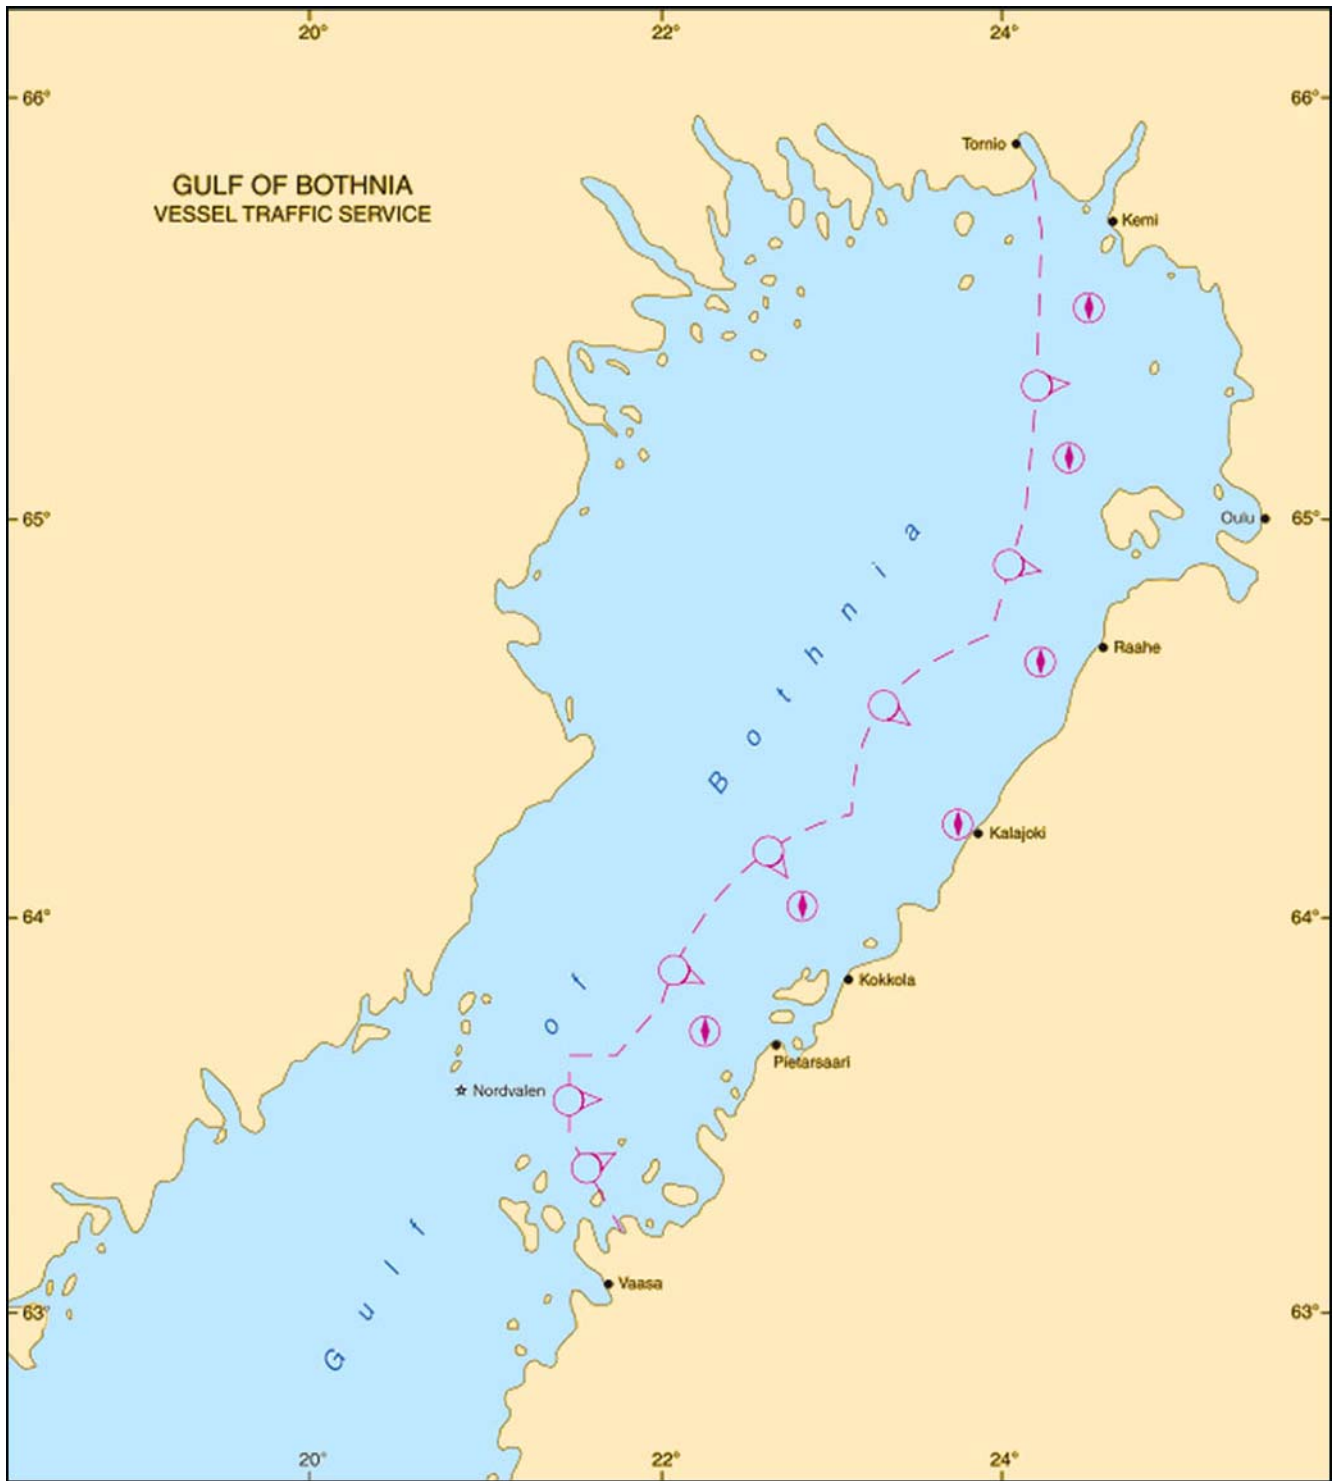 20° 22° 24°
66° 66°
Tornio
GULF OF BOTHNIA
VESSEL TRAFFIC SERVICE
Kemi
65° Oulu 65°
Raahe
Kalajoki
64° 64°
Kokkola
Pietarsaari
Nordvalen
Gulf of Bothnia
Vaasa
63° 63°
20° 22° 24°